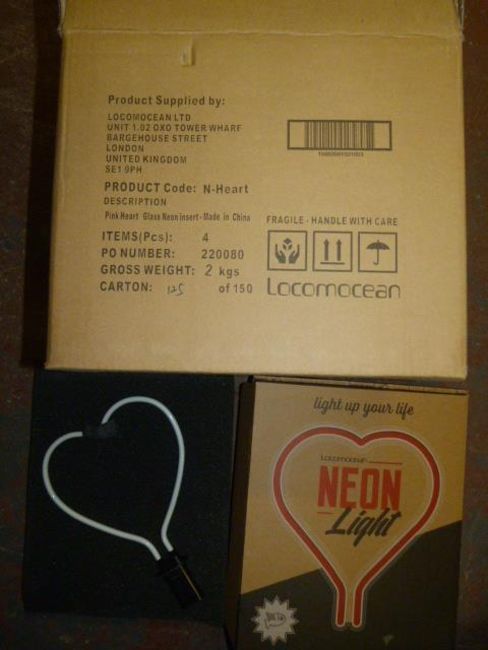 Product Supplied by:
LOCOMOCEAN LTD
UNIT 1.02 OXO TOWER WHARF
BARGEHOUSE STREET
LONDON
UNITED KINGDOM
SE1 9PH
PRODUCT Code: N-Heart
DESCRIPTION
Pink Heart Glass Neon insert - Made in China
ITEMS(Pcs): 4
PO NUMBER: 220080
GROSS WEIGHT: 2 kgs
CARTON: 125 of 150
FRAGILE - HANDLE WITH CARE
Locomocean
light up your life
Locomocean
NEON
Light